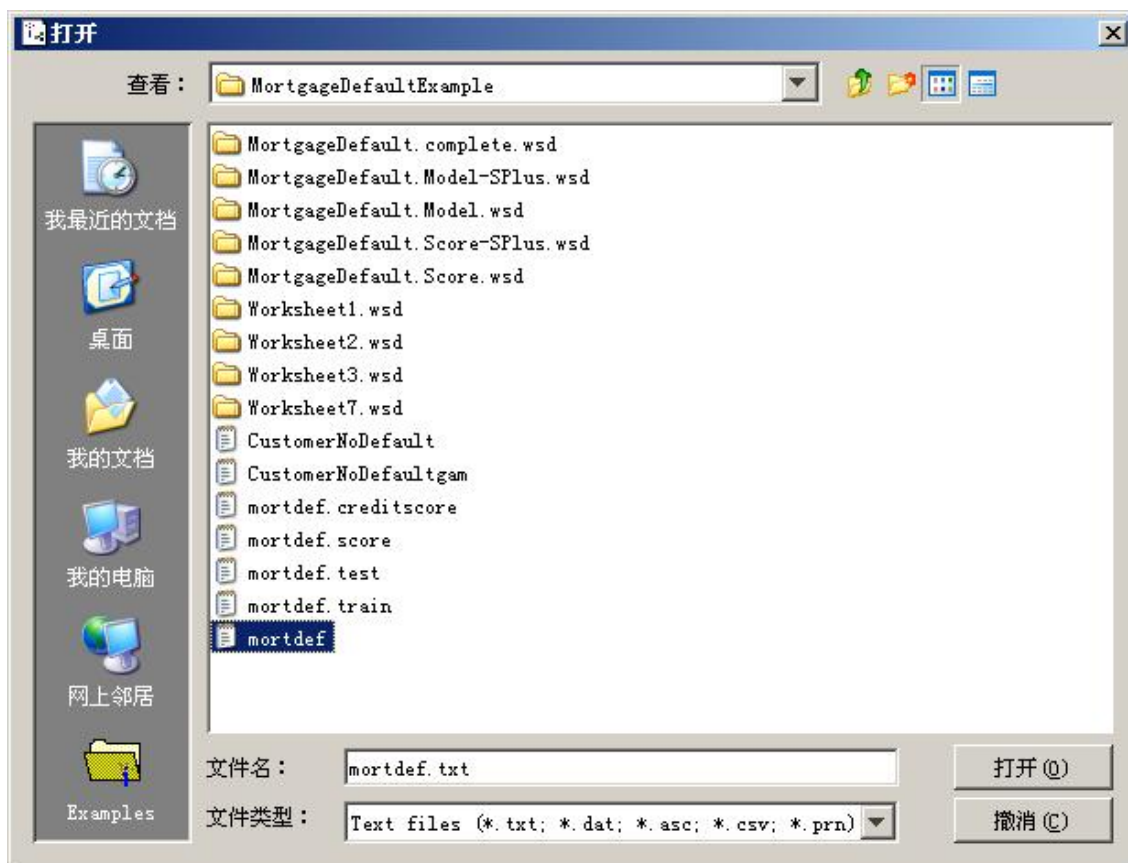 打开
查看：
MortgageDefaultExample
我最近的文档
桌面
我的文档
我的电脑
网上邻居
Examples
MortgageDefault.complete.wsd
MortgageDefault.Model-SPlus.wsd
MortgageDefault.Model.wsd
MortgageDefault.Score-SPlus.wsd
MortgageDefault.Score.wsd
Worksheet1.wsd
Worksheet2.wsd
Worksheet3.wsd
Worksheet7.wsd
CustomerNoDefault
CustomerNoDefaultgam
mortdef.creditscore
mortdef.score
mortdef.test
mortdef.train
mortdef
文件名： mortdef.txt 打开(O)
文件类型： Text files (*.txt; *.dat; *.asc; *.csv; *.prn) 撤消(C)